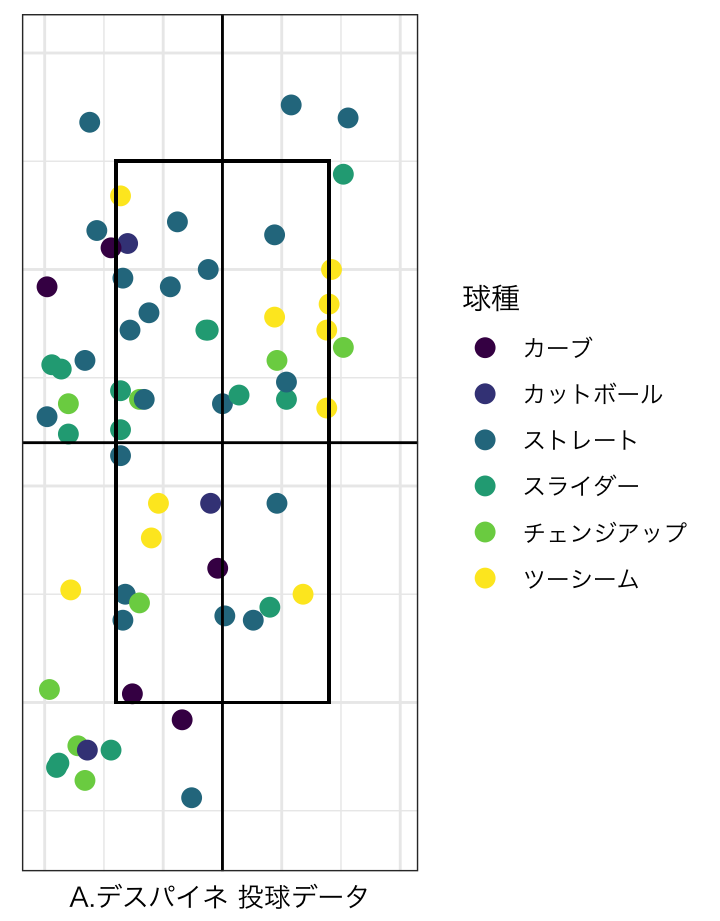 球種
カーブ
カットボール
ストレート
スライダー
チェンジアップ
ツーシーム
A.デスパイネ 投球データ